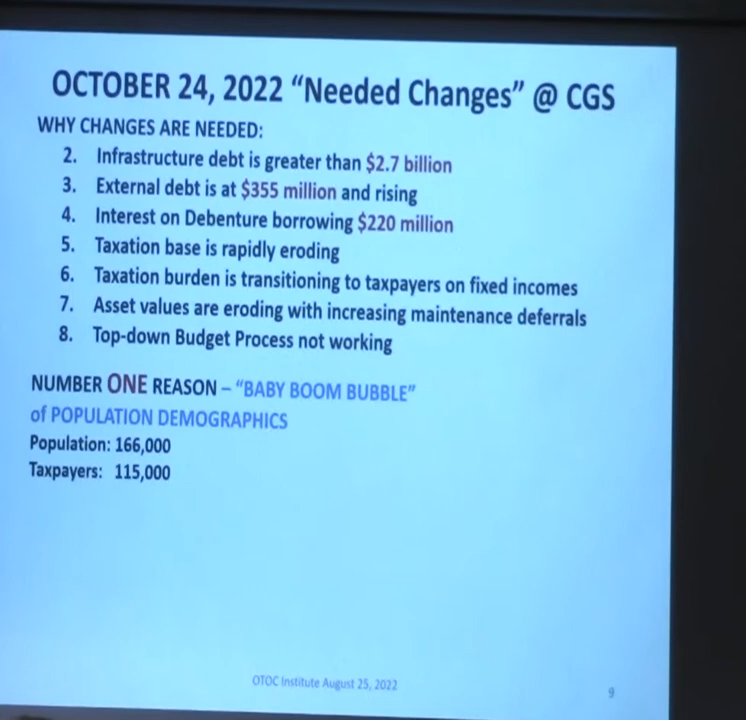 OCTOBER 24, 2022 “Needed Changes” @ CGS
WHY CHANGES ARE NEEDED:
2. Infrastructure debt is greater than $2.7 billion
3. External debt is at $355 million and rising
4. Interest on Debenture borrowing $220 million
5. Taxation base is rapidly eroding
6. Taxation burden is transitioning to taxpayers on fixed incomes
7. Asset values are eroding with increasing maintenance deferrals
8. Top-down Budget Process not working
NUMBER ONE REASON – “BABY BOOM BUBBLE”
of POPULATION DEMOGRAPHICS
Population: 166,000
Taxpayers: 115,000
OTOC Institute August 25, 2022
9